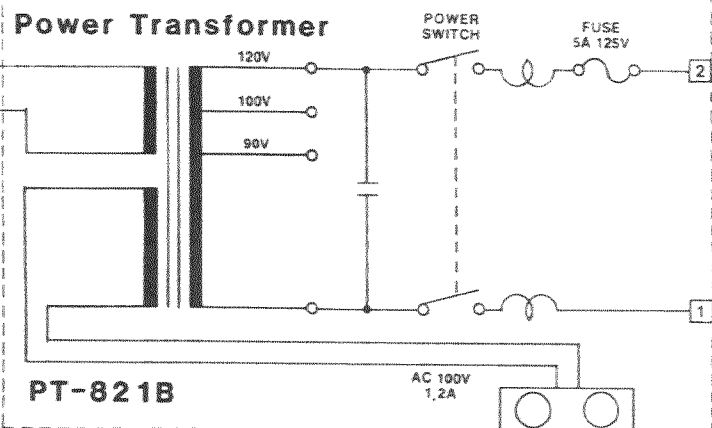 Power Transformer
POWER
SWITCH
FUSE
5A 125V
120V
100V
90V
2
1
AC 100V
1,2A
PT-821B